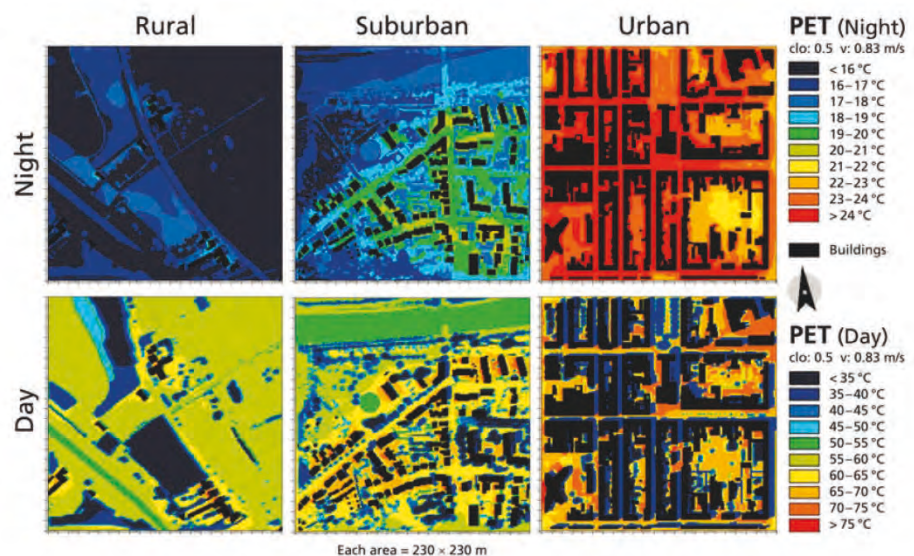 Rural
Suburban
Urban
Night
Day
PET (Night)
clo: 0.5 v: 0.83 m/s
< 16 °C
16–17 °C
17–18 °C
18–19 °C
19–20 °C
20–21 °C
21–22 °C
22–23 °C
23–24 °C
> 24 °C
Buildings
PET (Day)
clo: 0.5 v: 0.83 m/s
< 35 °C
35–40 °C
40–45 °C
45–50 °C
50–55 °C
55–60 °C
60–65 °C
65–70 °C
70–75 °C
> 75 °C
Each area = 230 × 230 m